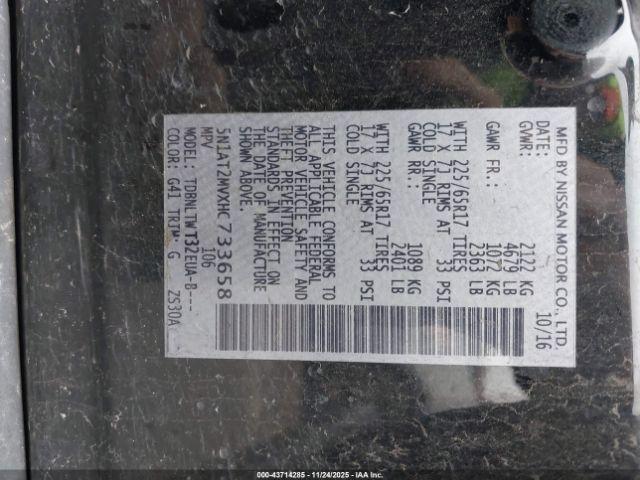 MFD BY NISSAN MOTOR CO., LTD.
DATE: 10/16
GVWR: 2122 KG
4679 LB
GAWR FR: 1072 KG
2363 LB
WITH 225/65R17 TIRES
17 X 7J RIMS AT 33 PSI
COLD SINGLE
GAWR RR: 1089 KG
2401 LB
WITH 225/65R17 TIRES
17 X 7J RIMS AT 33 PSI
COLD SINGLE
THIS VEHICLE CONFORMS TO
ALL APPLICABLE FEDERAL
MOTOR VEHICLE SAFETY AND
THEFT PREVENTION
STANDARDS IN EFFECT ON
THE DATE OF MANUFACTURE
SHOWN ABOVE.
5N1AT2MVXHC733658
MPV 106
TDBNLTWT32EUA-B---
COLOR: G41 TRIM: G ZS30A
000-43714285 - 11/24/2025 - IAA Inc.